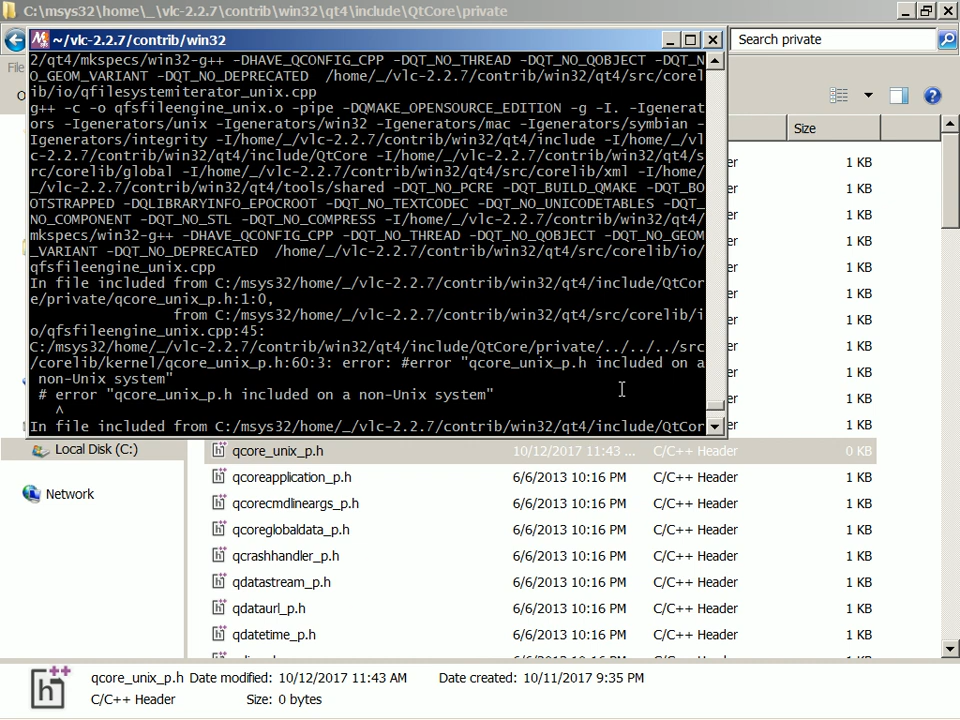 C:\msys32\home\_\vlc-2.2.7\contrib\win32\qt4\include\QtCore\private
Search private
~/vlc-2.2.7/contrib/win32
2/qt4/mkspecs/win32-g++ -DHAVE_QCONFIG_CPP -DQT_NO_THREAD -DQT_NO_QOBJECT -DQT_N
O_GEOM_VARIANT -DQT_NO_DEPRECATED  /home/_/vlc-2.2.7/contrib/win32/qt4/src/corel
ib/io/qfilesystemiterator_unix.cpp
g++ -c -o qfsfileengine_unix.o -pipe -DQMAKE_OPENSOURCE_EDITION -g -I. -Igenerat
ors -Igenerators/unix -Igenerators/win32 -Igenerators/mac -Igenerators/symbian -
Igenerators/integrity -I/home/_/vlc-2.2.7/contrib/win32/qt4/include -I/home/_/vl
c-2.2.7/contrib/win32/qt4/include/QtCore -I/home/_/vlc-2.2.7/contrib/win32/qt4/s
rc/corelib/global -I/home/_/vlc-2.2.7/contrib/win32/qt4/src/corelib/xml -I/home/
_/vlc-2.2.7/contrib/win32/qt4/tools/shared -DQT_NO_PCRE -DQT_BUILD_QMAKE -DQT_BO
OTSTRAPPED -DQLIBRARYINFO_EPOCROOT -DQT_NO_TEXTCODEC -DQT_NO_UNICODETABLES -DQT_
NO_COMPONENT -DQT_NO_STL -DQT_NO_COMPRESS -I/home/_/vlc-2.2.7/contrib/win32/qt4/
mkspecs/win32-g++ -DHAVE_QCONFIG_CPP -DQT_NO_THREAD -DQT_NO_QOBJECT -DQT_NO_GEOM
_VARIANT -DQT_NO_DEPRECATED  /home/_/vlc-2.2.7/contrib/win32/qt4/src/corelib/io/
qfsfileengine_unix.cpp
In file included from C:/msys32/home/_/vlc-2.2.7/contrib/win32/qt4/include/QtCor
e/private/qcore_unix_p.h:1:0,
from C:/msys32/home/_/vlc-2.2.7/contrib/win32/qt4/src/corelib/i
o/qfsfileengine_unix.cpp:45:
C:/msys32/home/_/vlc-2.2.7/contrib/win32/qt4/include/QtCore/private/../../../src
/corelib/kernel/qcore_unix_p.h:60:3: error: #error "qcore_unix_p.h included on a
non-Unix system"
# error "qcore_unix_p.h included on a non-Unix system"
^
In file included from C:/msys32/home/_/vlc-2.2.7/contrib/win32/qt4/include/QtCor
Size
1 KB
1 KB
1 KB
1 KB
1 KB
1 KB
1 KB
1 KB
1 KB
1 KB
1 KB
Local Disk (C:)
Network
qcore_unix_p.h 10/12/2017 11:43 ... C/C++ Header 0 KB
qcoreapplication_p.h 6/6/2013 10:16 PM C/C++ Header 1 KB
qcorecmdlineargs_p.h 6/6/2013 10:16 PM C/C++ Header 1 KB
qcoreglobaldata_p.h 6/6/2013 10:16 PM C/C++ Header 1 KB
qcrashhandler_p.h 6/6/2013 10:16 PM C/C++ Header 1 KB
qdatastream_p.h 6/6/2013 10:16 PM C/C++ Header 1 KB
qdataurl_p.h 6/6/2013 10:16 PM C/C++ Header 1 KB
qdatetime_p.h 6/6/2013 10:16 PM C/C++ Header 1 KB
qcore_unix_p.h Date modified: 10/12/2017 11:43 AM Date created: 10/11/2017 9:35 PM
C/C++ Header Size: 0 bytes